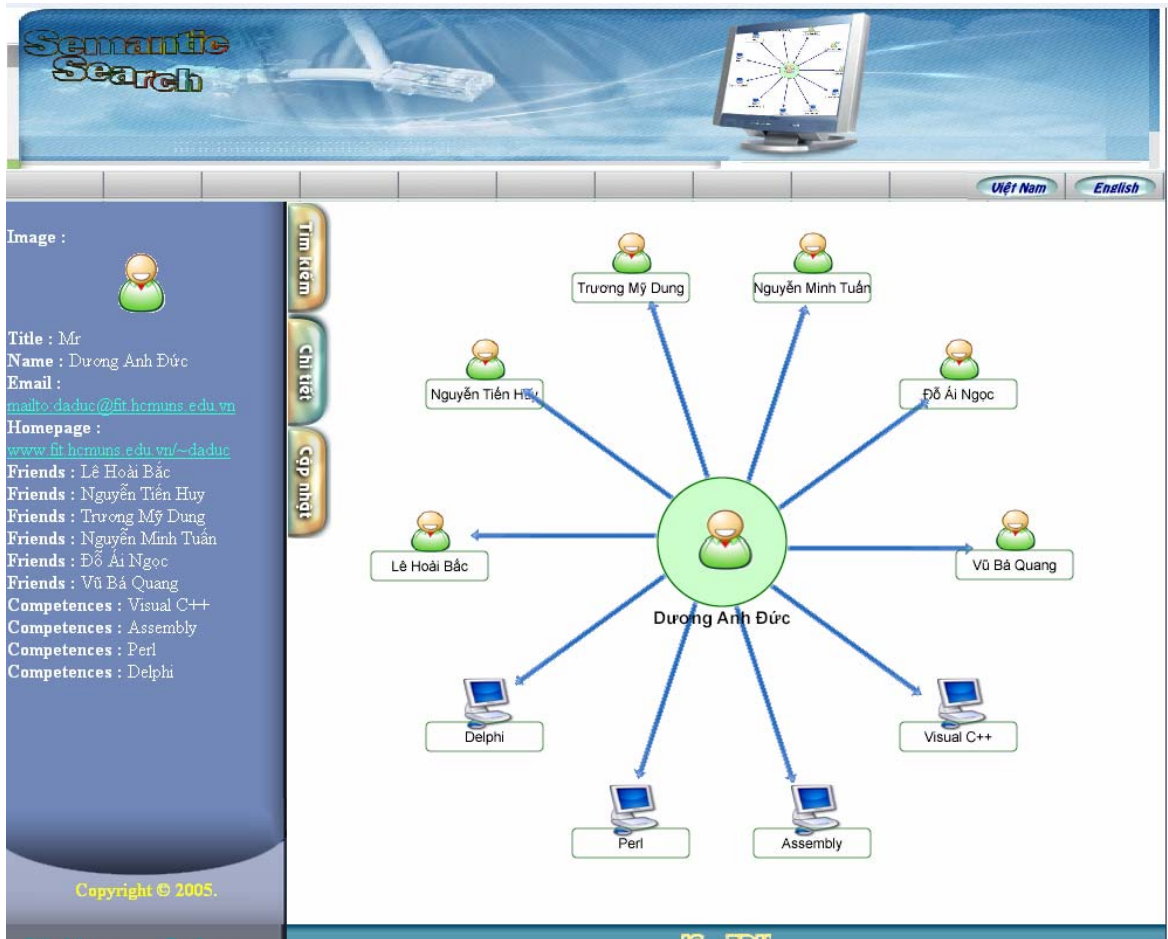 Semantic
Search
Việt Nam
English
Image :
Title : Mr
Name : Dương Anh Đức
Email :
mailto:daduc@fit.hcmuns.edu.vn
Homepage :
www.fit.hcmuns.edu.vn/~daduc
Friends : Lê Hoài Bắc
Friends : Nguyễn Tiến Huy
Friends : Trương Mỹ Dung
Friends : Nguyễn Minh Tuấn
Friends : Đỗ Ái Ngọc
Friends : Vũ Bá Quang
Competences : Visual C++
Competences : Assembly
Competences : Perl
Competences : Delphi
Copyright © 2005.
Tìm kiếm
Chi tiết
Cập nhật
Trương Mỹ Dung
Nguyễn Minh Tuấn
Nguyễn Tiến Huy
Đỗ Ái Ngọc
Lê Hoài Bắc
Vũ Bá Quang
Dương Anh Đức
Delphi
Visual C++
Perl
Assembly